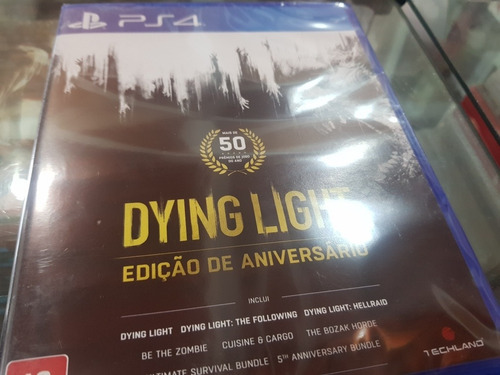 PS4
MAIS DE
50
PRÊMIOS DE JOGO
DO ANO
DYING LIGHT
EDIÇÃO DE ANIVERSÁRIO
INCLUI
DYING LIGHT DYING LIGHT: THE FOLLOWING DYING LIGHT: HELLRAID
BE THE ZOMBIE CUISINE & CARGO THE BOZAK HORDE
ULTIMATE SURVIVAL BUNDLE 5TH ANNIVERSARY BUNDLE
TECHLAND